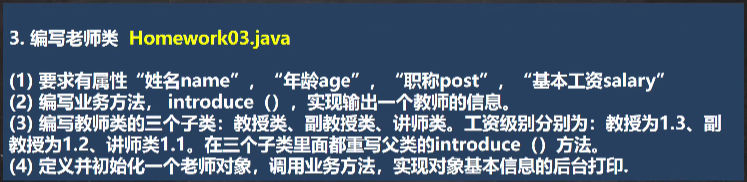 3. 编写老师类  Homework03.java
(1) 要求有属性“姓名name”，“年龄age”，“职称post”，“基本工资salary”
(2) 编写业务方法， introduce（），实现输出一个教师的信息。
(3) 编写教师类的三个子类：教授类、副教授类、讲师类。工资级别分别为：教授为1.3、副
教授为1.2、讲师类1.1。在三个子类里面都重写父类的introduce（）方法。
(4) 定义并初始化一个老师对象，调用业务方法，实现对象基本信息的后台打印.